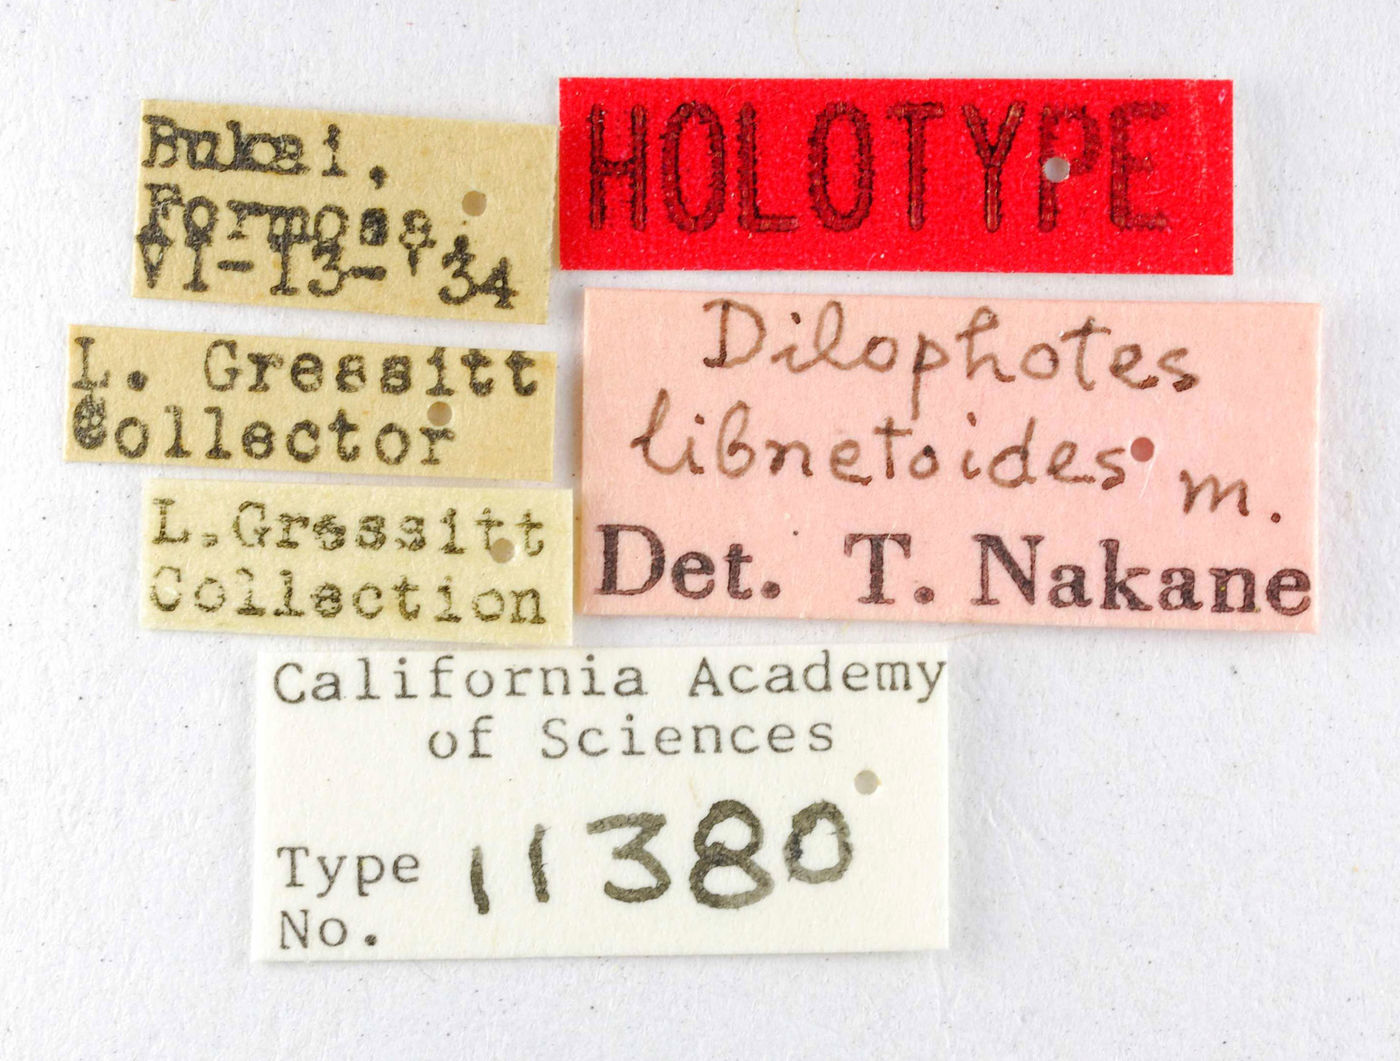 Bukai,
Formosa,
VI-13-'34
HOLOTYPE
L. Gressitt
Collector
L.Gressitt
Collection
Dilophotes
libnetoides m.
Det. T. Nakane
California Academy
of Sciences
Type
No. 11380